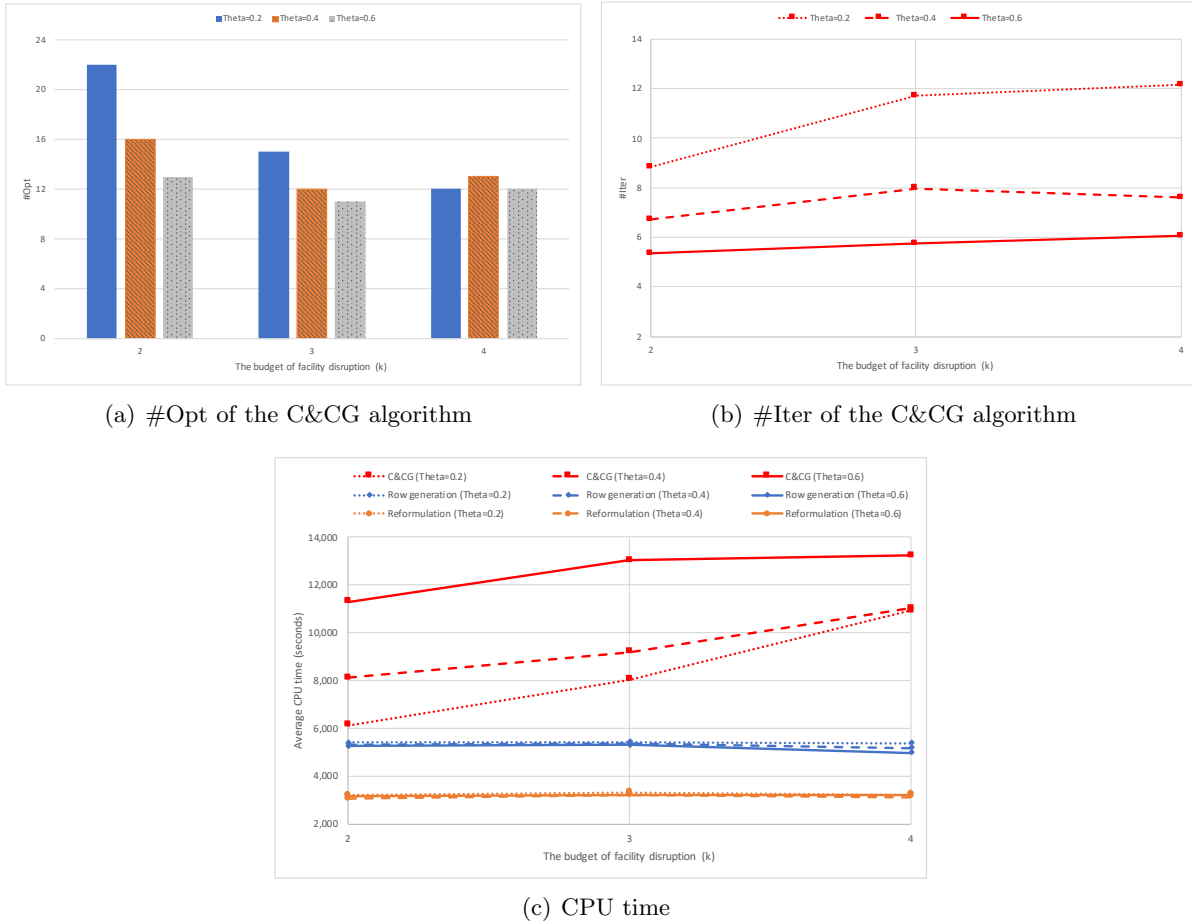 Theta=0.2 Theta=0.4 Theta=0.6
24
20
16
12
8
4
0
#Opt
2 3 4
The budget of facility disruption (k)
(a) #Opt of the C&CG algorithm
Theta=0.2 Theta=0.4 Theta=0.6
14
12
10
8
6
4
2
#Iter
2 3 4
The budget of facility disruption (k)
(b) #Iter of the C&CG algorithm
C&CG (Theta=0.2) C&CG (Theta=0.4) C&CG (Theta=0.6)
Row generation (Theta=0.2) Row generation (Theta=0.4) Row generation (Theta=0.6)
Reformulation (Theta=0.2) Reformulation (Theta=0.4) Reformulation (Theta=0.6)
14,000
12,000
10,000
8,000
6,000
4,000
2,000
Average CPU time (seconds)
2 3 4
The budget of facility disruption (k)
(c) CPU time